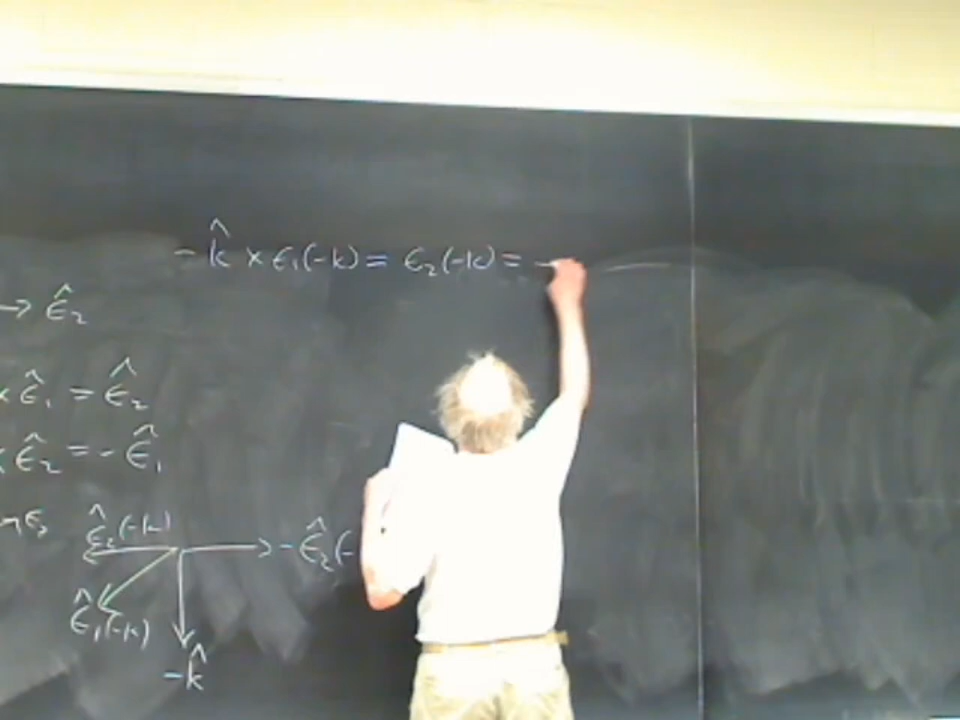 -k̂ × ϵ₁(-k) = ϵ₂(-k) = -
→ ϵ̂₂
× ϵ̂₁ = ϵ̂₂
× ϵ̂₂ = -ϵ̂₁
ϵ̂₂(-k) -ϵ̂₂(-
ϵ̂₁(-k)
-k̂